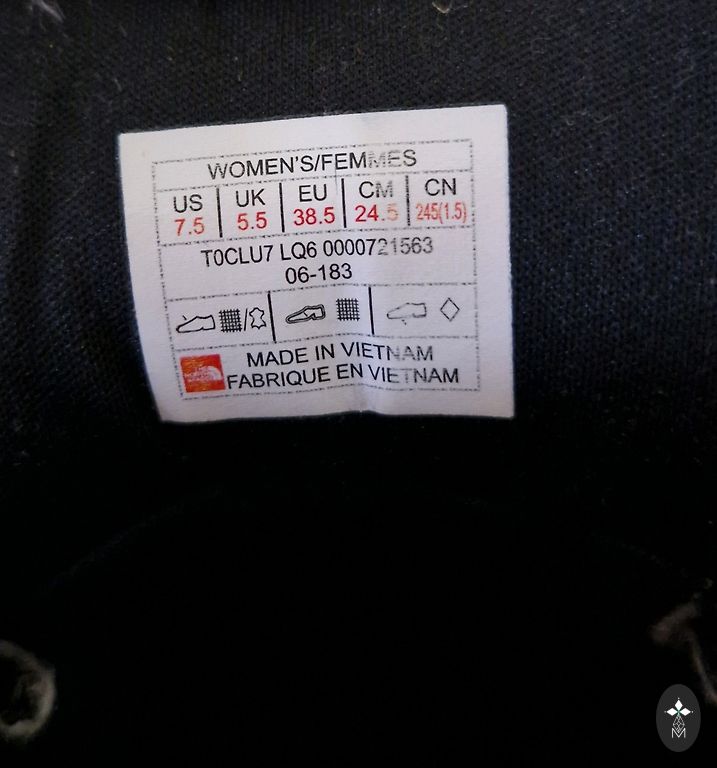 WOMEN'S/FEMMES
US UK EU CM CN
7.5 5.5 38.5 24.5 245(1.5)
T0CLU7 LQ6 0000721563
06-183
MADE IN VIETNAM
FABRIQUE EN VIETNAM